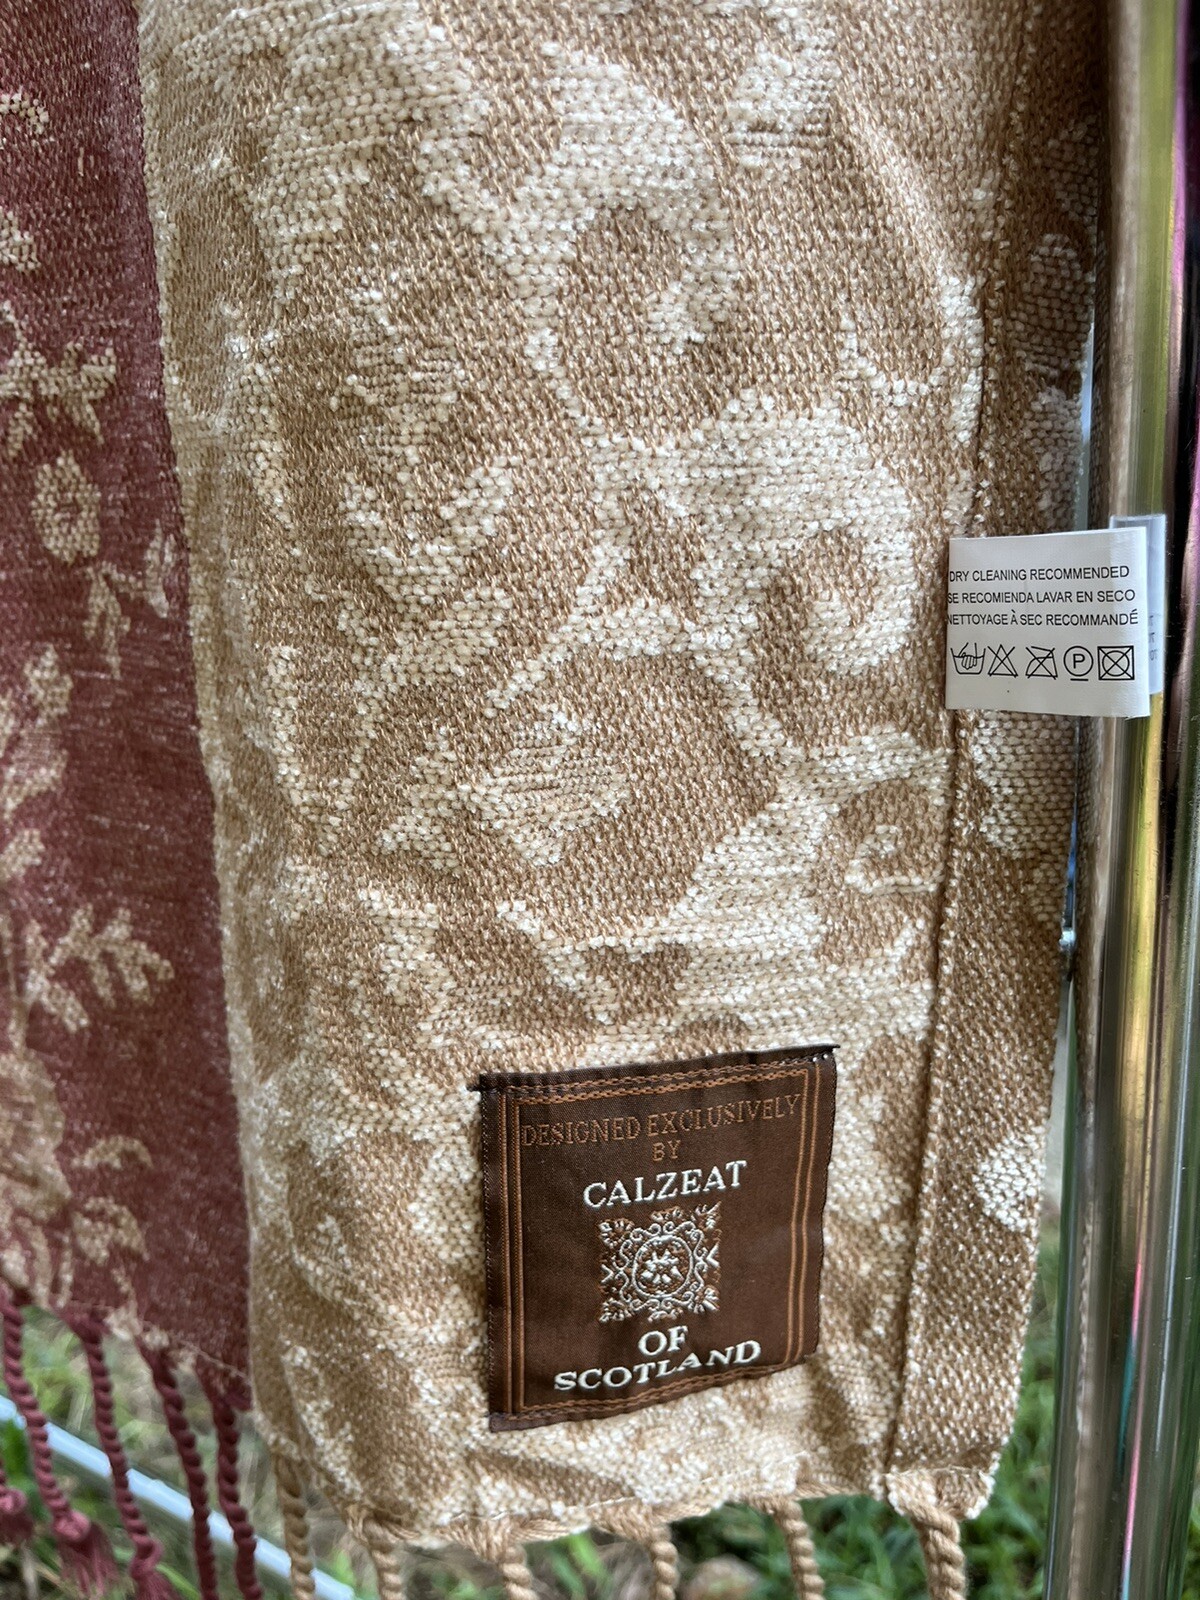 DRY CLEANING RECOMMENDED
SE RECOMIENDA LAVAR EN SECO
NETTOYAGE À SEC RECOMMANDÉ
P
DESIGNED EXCLUSIVELY
BY
CALZEAT
OF
SCOTLAND